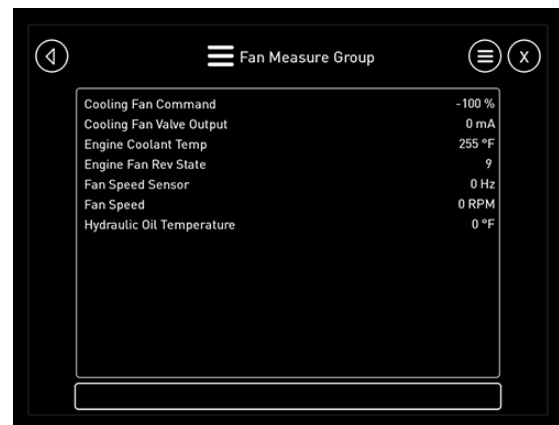 Fan Measure Group
X
Cooling Fan Command -100 %
Cooling Fan Valve Output 0 mA
Engine Coolant Temp 255 °F
Engine Fan Rev State 9
Fan Speed Sensor 0 Hz
Fan Speed 0 RPM
Hydraulic Oil Temperature 0 °F